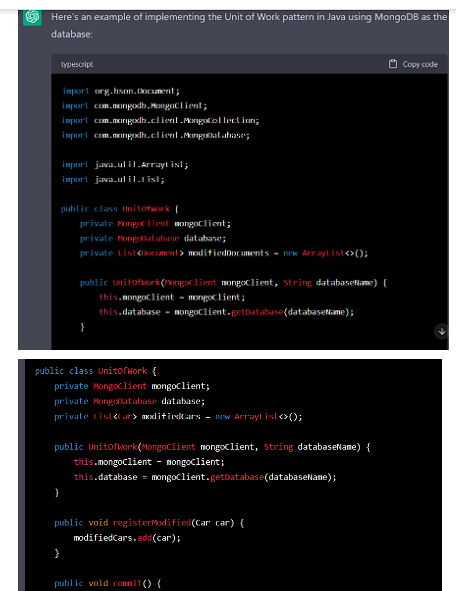 Here's an example of implementing the Unit of Work pattern in Java using MongoDB as the
database:
typescript
Copy code
import org.bson.Document;
import com.mongodb.MongoClient;
import com.mongodb.client.MongoCollection;
import com.mongodb.client.MongoDatabase;
import java.util.ArrayList;
import java.util.List;
public class UnitOfWork {
private MongoClient mongoClient;
private MongoDatabase database;
private List<Document> modifiedDocuments = new ArrayList<>();
public UnitOfWork(MongoClient mongoClient, String databaseName) {
this.mongoClient = mongoClient;
this.database = mongoClient.getDatabase(databaseName);
}
public class UnitOfWork {
private MongoClient mongoClient;
private MongoDatabase database;
private List<Car> modifiedCars = new ArrayList<>();
public UnitOfWork(MongoClient mongoClient, String databaseName) {
this.mongoClient = mongoClient;
this.database = mongoClient.getDatabase(databaseName);
}
public void registerModified(Car car) {
modifiedCars.add(car);
}
public void commit() {